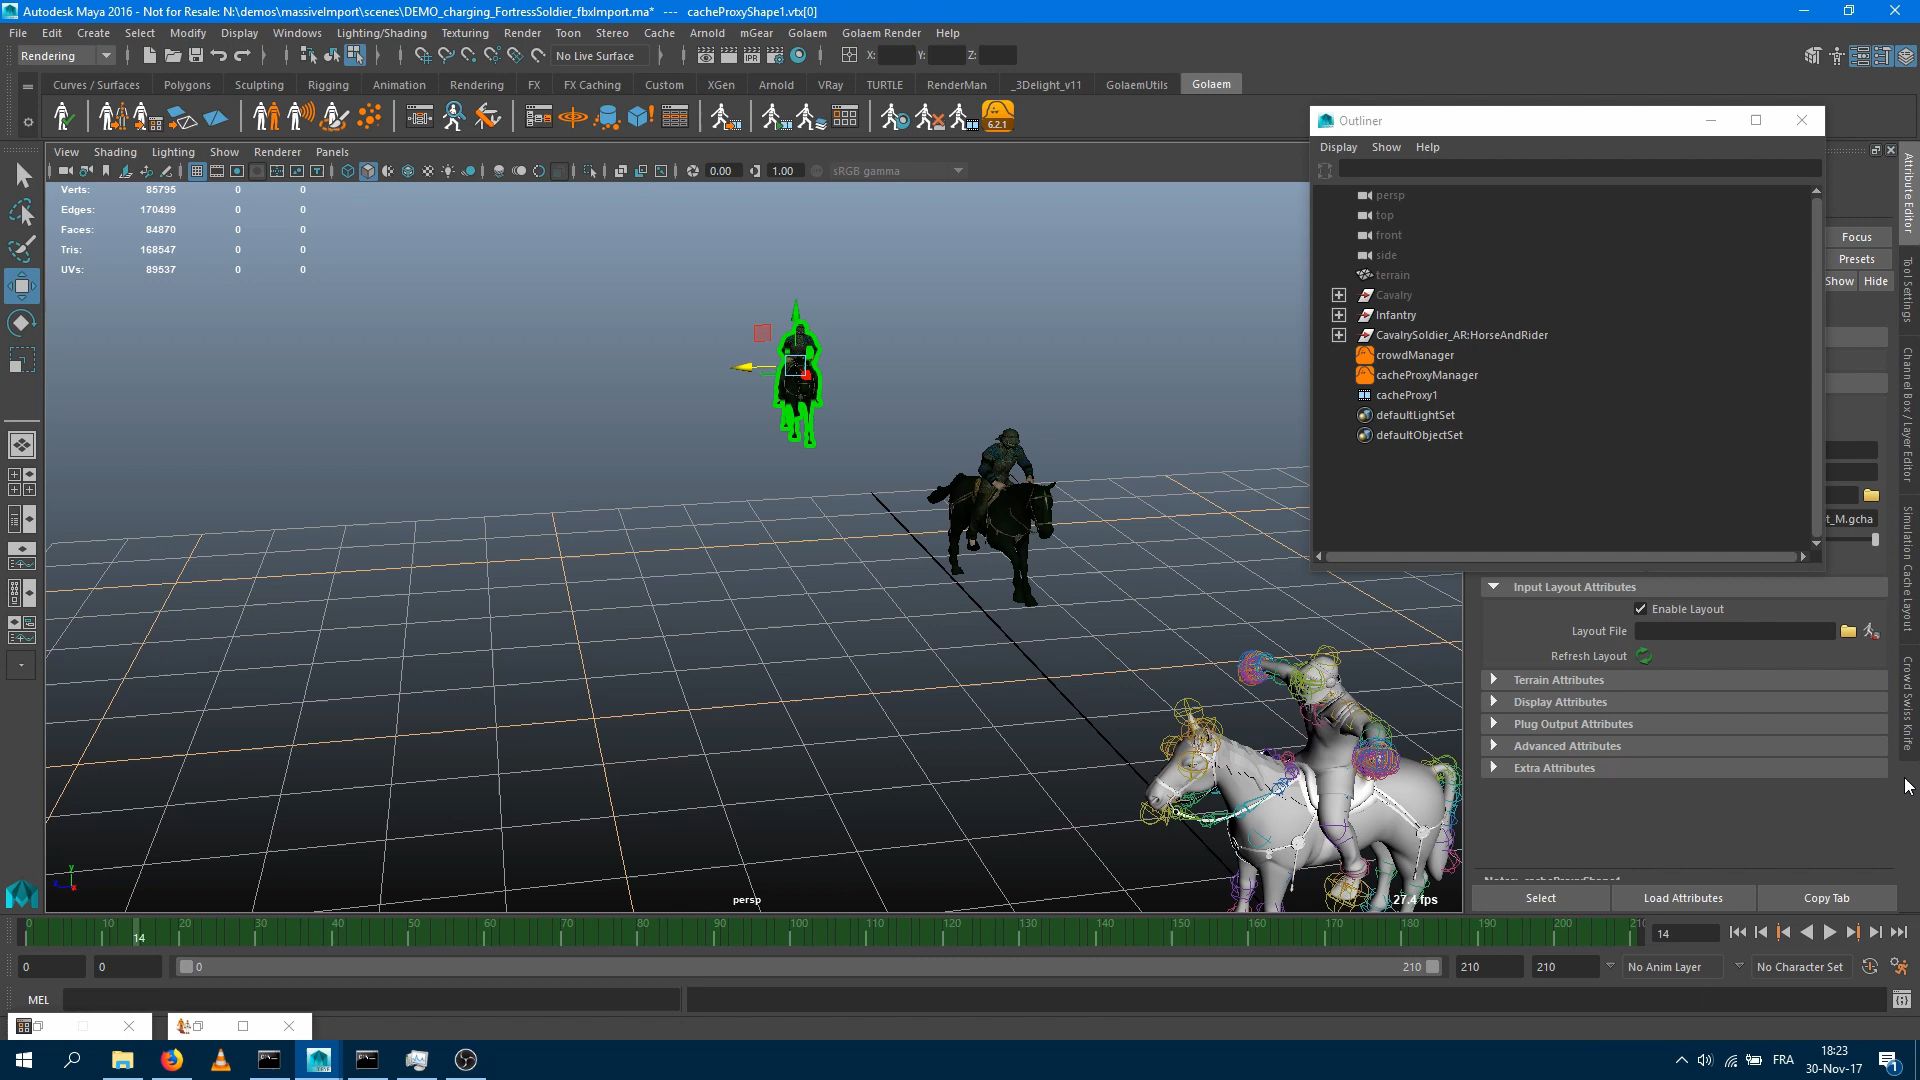 Autodesk Maya 2016 - Not for Resale: N:\demos\massiveImport\scenes\DEMO_charging_FortressSoldier_fbxImport.ma* --- cacheProxyShape1.vtx[0]
File Edit Create Select Modify Display Windows Lighting/Shading Texturing Render Toon Stereo Cache Arnold mGear Golaem Golaem Render Help
Rendering No Live Surface X: Y: Z:
Curves / Surfaces Polygons Sculpting Rigging Animation Rendering FX FX Caching Custom XGen Arnold VRay TURTLE RenderMan _3Delight_v11 GolaemUtils Golaem
6.2.1
View Shading Lighting Show Renderer Panels
0.00 1.00 sRGB gamma
Verts: 85795 0 0
Edges: 170499 0 0
Faces: 84870 0 0
Tris: 168547 0 0
UVs: 89537 0 0
persp
27.4 fps
Outliner
Display Show Help
persp
top
front
side
terrain
Cavalry
Infantry
CavalrySoldier_AR:HorseAndRider
crowdManager
cacheProxyManager
cacheProxy1
defaultLightSet
defaultObjectSet
Focus
Presets
Show Hide
t_M.gcha
Input Layout Attributes
Enable Layout
Layout File
Refresh Layout
Terrain Attributes
Display Attributes
Plug Output Attributes
Advanced Attributes
Extra Attributes
Select Load Attributes Copy Tab
Attribute Editor
Tool Settings
Channel Box / Layer Editor
Simulation Cache Layout
Crowd Swiss Knife
0 10 20 30 40 50 60 70 80 90 100 110 120 130 140 150 160 170 180 190 200 210
14
14
0 0 0 210 210 210 No Anim Layer No Character Set
MEL
FRA
18:23
30-Nov-17
1